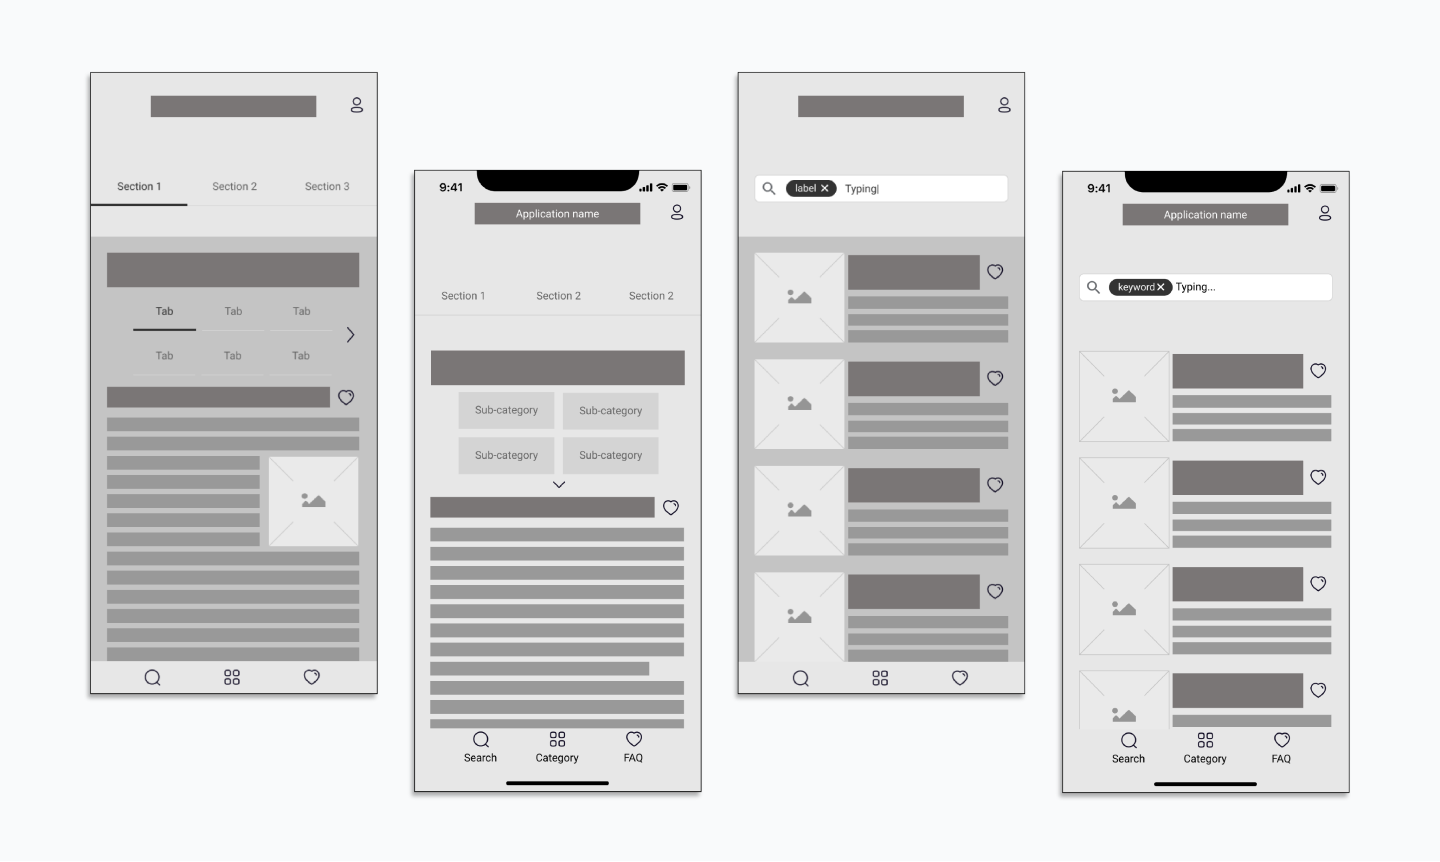 Section 1 Section 2 Section 3
Tab Tab Tab
Tab Tab Tab
9:41
Application name
Section 1 Section 2 Section 2
Sub-category Sub-category
Sub-category Sub-category
Search Category FAQ
label Typing
9:41
Application name
keyword Typing...
Search Category FAQ